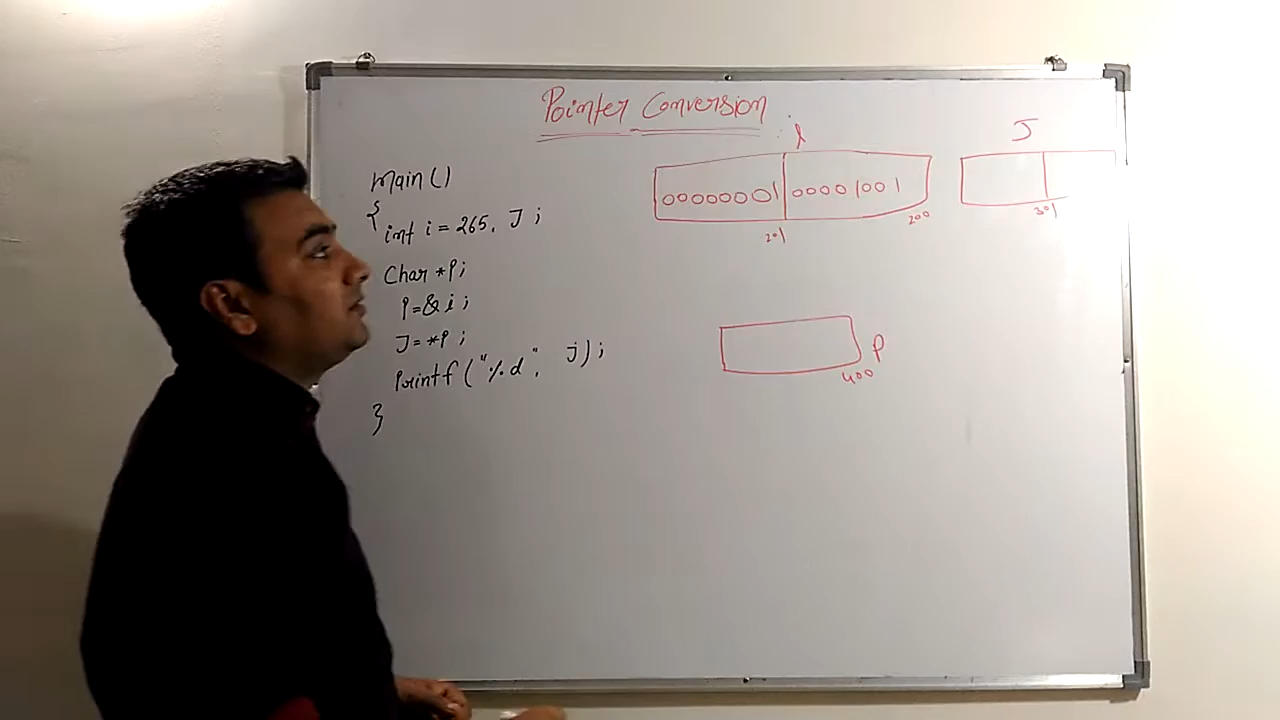 Pointer Conversion
main ()
{
int i = 265, J ;
Char *P;
P=&i;
J=*P;
Printf ("%d", j);
}
i
00000001 00001001
201 200
J
301
P
400